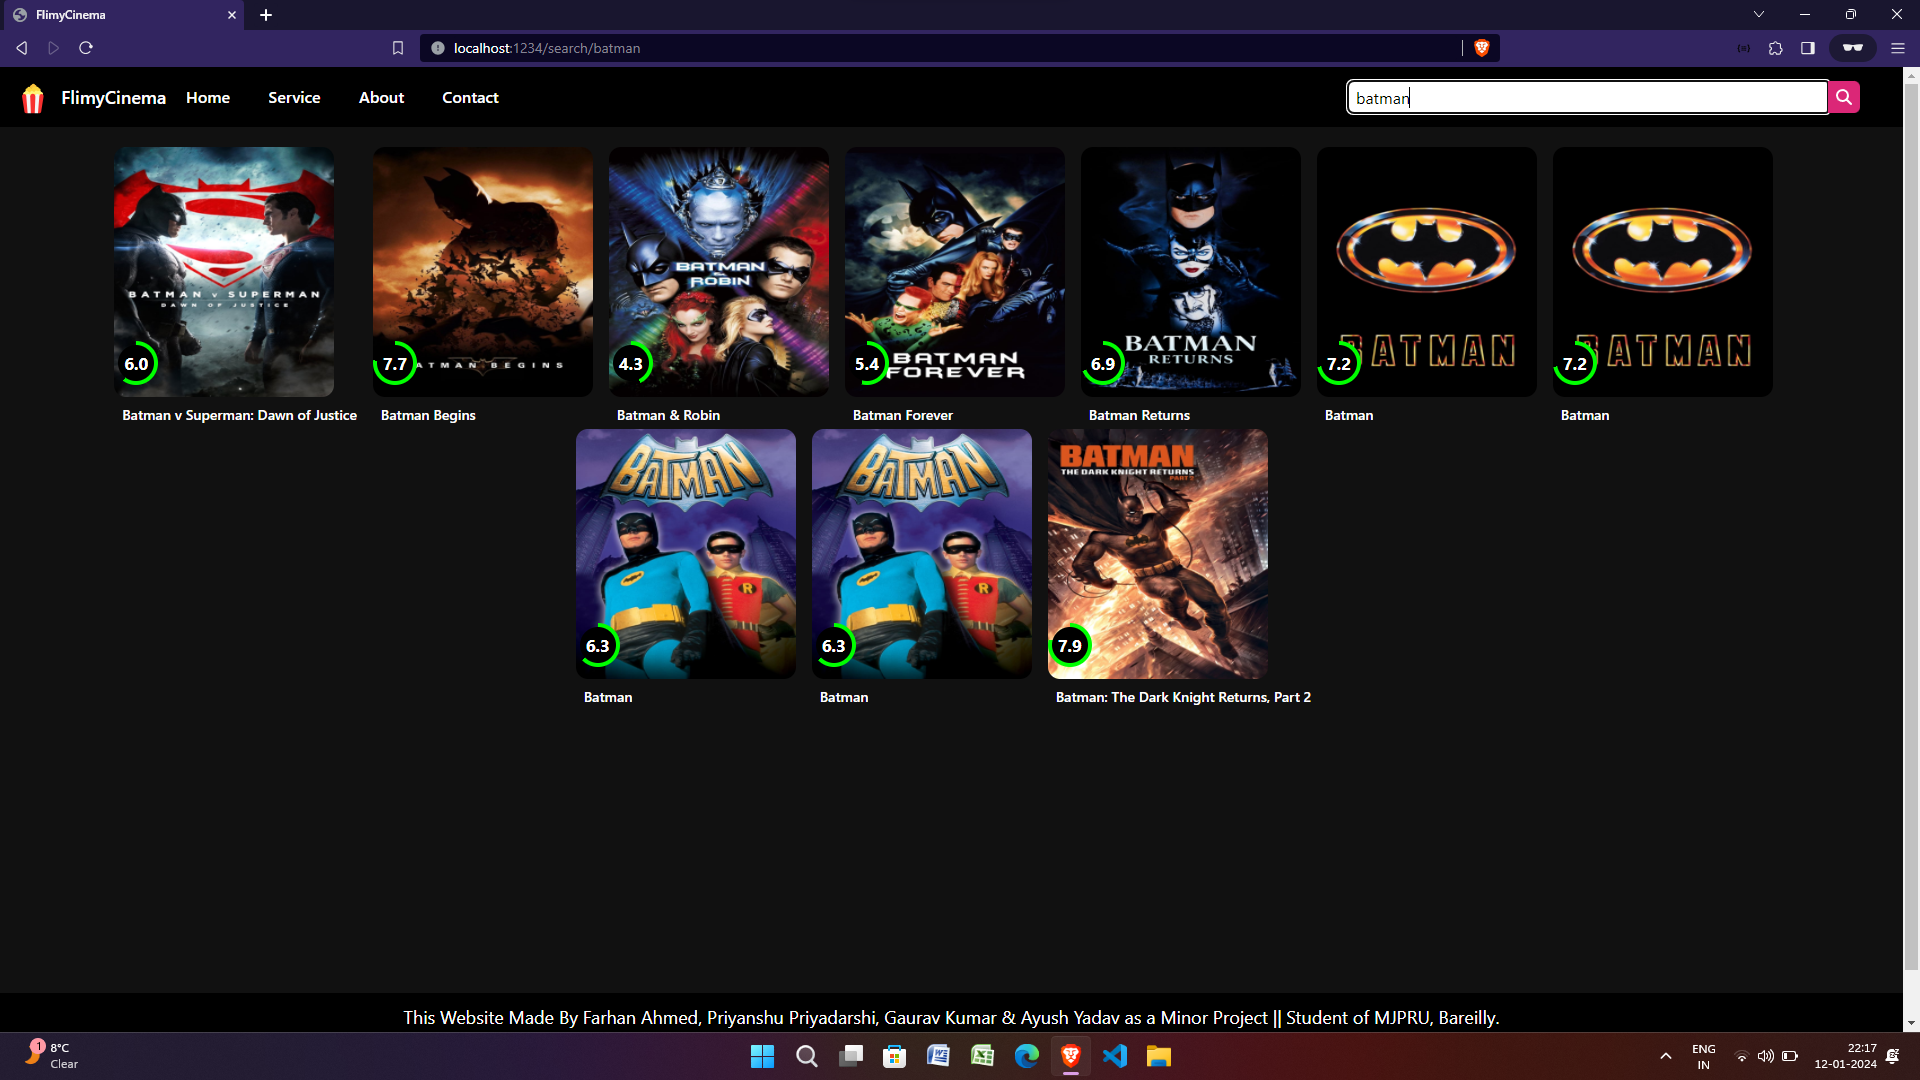 FlimyCinema
localhost:1234/search/batman
FlimyCinema Home Service About Contact
batman
BATMAN V SUPERMAN
DAWN OF JUSTICE
6.0
Batman v Superman: Dawn of Justice
ATMAN BEGINS
7.7
Batman Begins
BATMAN
&
ROBIN
4.3
Batman & Robin
BATMAN
FOREVER
5.4
Batman Forever
BATMAN
RETURNS
6.9
Batman Returns
BATMAN
7.2
Batman
BATMAN
7.2
Batman
BATMAN
R
6.3
Batman
BATMAN
R
6.3
Batman
BATMAN
THE DARK KNIGHT RETURNS
PART 2
7.9
Batman: The Dark Knight Returns, Part 2
This Website Made By Farhan Ahmed, Priyanshu Priyadarshi, Gaurav Kumar & Ayush Yadav as a Minor Project || Student of MJPRU, Bareilly.
1
8°C
Clear
ENG
IN
22:17
12-01-2024